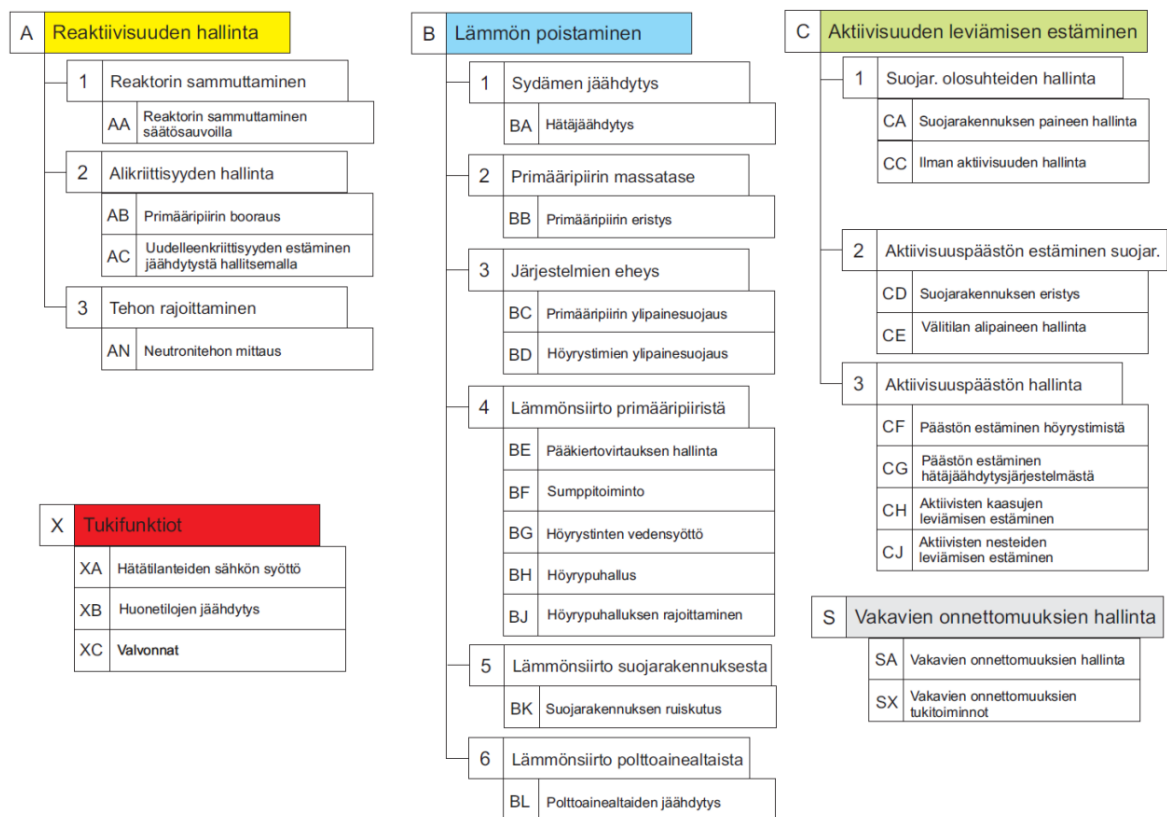 A Reaktiivisuuden hallinta
1 Reaktorin sammuttaminen
AA Reaktorin sammuttaminen
säätösauvoilla
2 Alikriittisyyden hallinta
AB Primääripiirin booraus
AC Uudelleenkriittisyyden estäminen
jäähdytystä hallitsemalla
3 Tehon rajoittaminen
AN Neutronitehon mittaus
X Tukifunktiot
XA Hätätilanteiden sähkön syöttö
XB Huonetilojen jäähdytys
XC Valvonnat
B Lämmön poistaminen
1 Sydämen jäähdytys
BA Hätäjäähdytys
2 Primääripiirin massatase
BB Primääripiirin eristys
3 Järjestelmien eheys
BC Primääripiirin ylipainesuojaus
BD Höyrystimien ylipainesuojaus
4 Lämmönsiirto primääripiiristä
BE Pääkiertovirtauksen hallinta
BF Sumppitoiminto
BG Höyrystinten vedensyöttö
BH Höyrypuhallus
BJ Höyrypuhalluksen rajoittaminen
5 Lämmönsiirto suojarakennuksesta
BK Suojarakennuksen ruiskutus
6 Lämmönsiirto polttoainealtaista
BL Polttoainealtaiden jäähdytys
C Aktiivisuuden leviämisen estäminen
1 Suojar. olosuhteiden hallinta
CA Suojarakennuksen paineen hallinta
CC Ilman aktiivisuuden hallinta
2 Aktiivisuuspäästön estäminen suojar.
CD Suojarakennuksen eristys
CE Välitilan alipaineen hallinta
3 Aktiivisuuspäästön hallinta
CF Päästön estäminen höyrystimistä
CG Päästön estäminen
hätäjäähdytysjärjestelmästä
CH Aktiivisten kaasujen
leviämisen estäminen
CJ Aktiivisten nesteiden
leviämisen estäminen
S Vakavien onnettomuuksien hallinta
SA Vakavien onnettomuuksien hallinta
SX Vakavien onnettomuuksien
tukitoiminnot